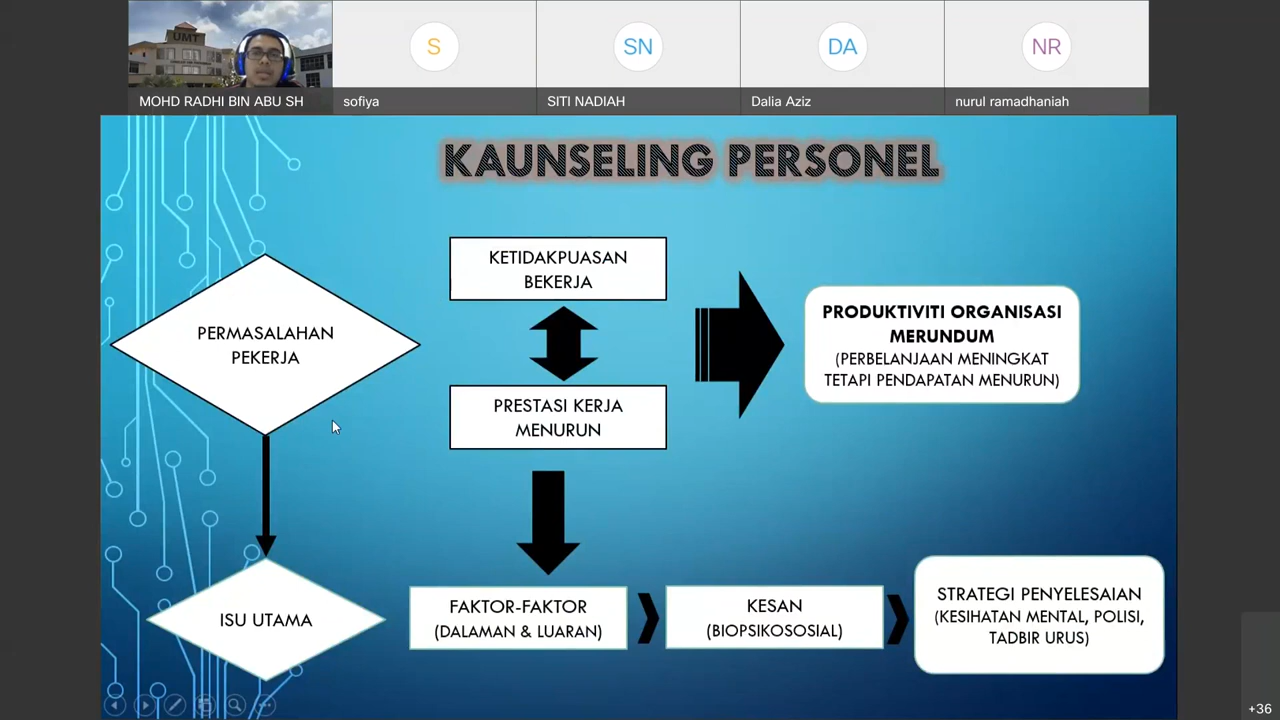 UMT
S
SN
DA
NR
MOHD RADHI BIN ABU SH
sofiya
SITI NADIAH
Dalia Aziz
nurul ramadhaniah
KAUNSELING PERSONEL
PERMASALAHAN
PEKERJA
KETIDAKPUASAN
BEKERJA
PRESTASI KERJA
MENURUN
PRODUKTIVITI ORGANISASI
MERUNDUM
(PERBELANJAAN MENINGKAT
TETAPI PENDAPATAN MENURUN)
ISU UTAMA
FAKTOR-FAKTOR
(DALAMAN & LUARAN)
KESAN
(BIOPSIKOSOSIAL)
STRATEGI PENYELESAIAN
(KESIHATAN MENTAL, POLISI,
TADBIR URUS)
+36